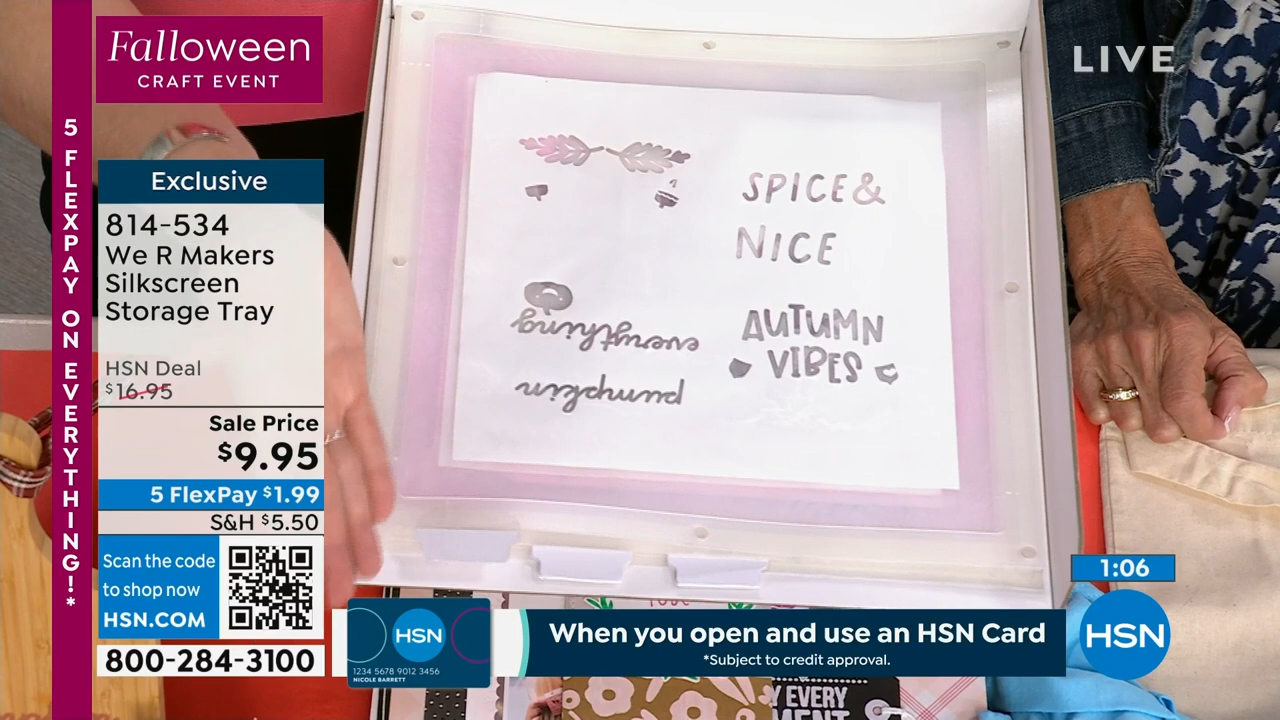 Falloween
CRAFT EVENT
LIVE
5 FLEXPAY ON EVERYTHING!*
Exclusive
814-534
We R Makers
Silkscreen
Storage Tray
HSN Deal
$16.95
Sale Price
$9.95
5 FlexPay $1.99
S&H $5.50
Scan the code
to shop now
HSN.COM
800-284-3100
SPICE&
NICE
AUTUMN
VIBES
everything
pumpkin
1:06
HSN
1234 5678 9012 3456
NICOLE BARRETT
When you open and use an HSN Card
*Subject to credit approval.
HSN
Y EVERY